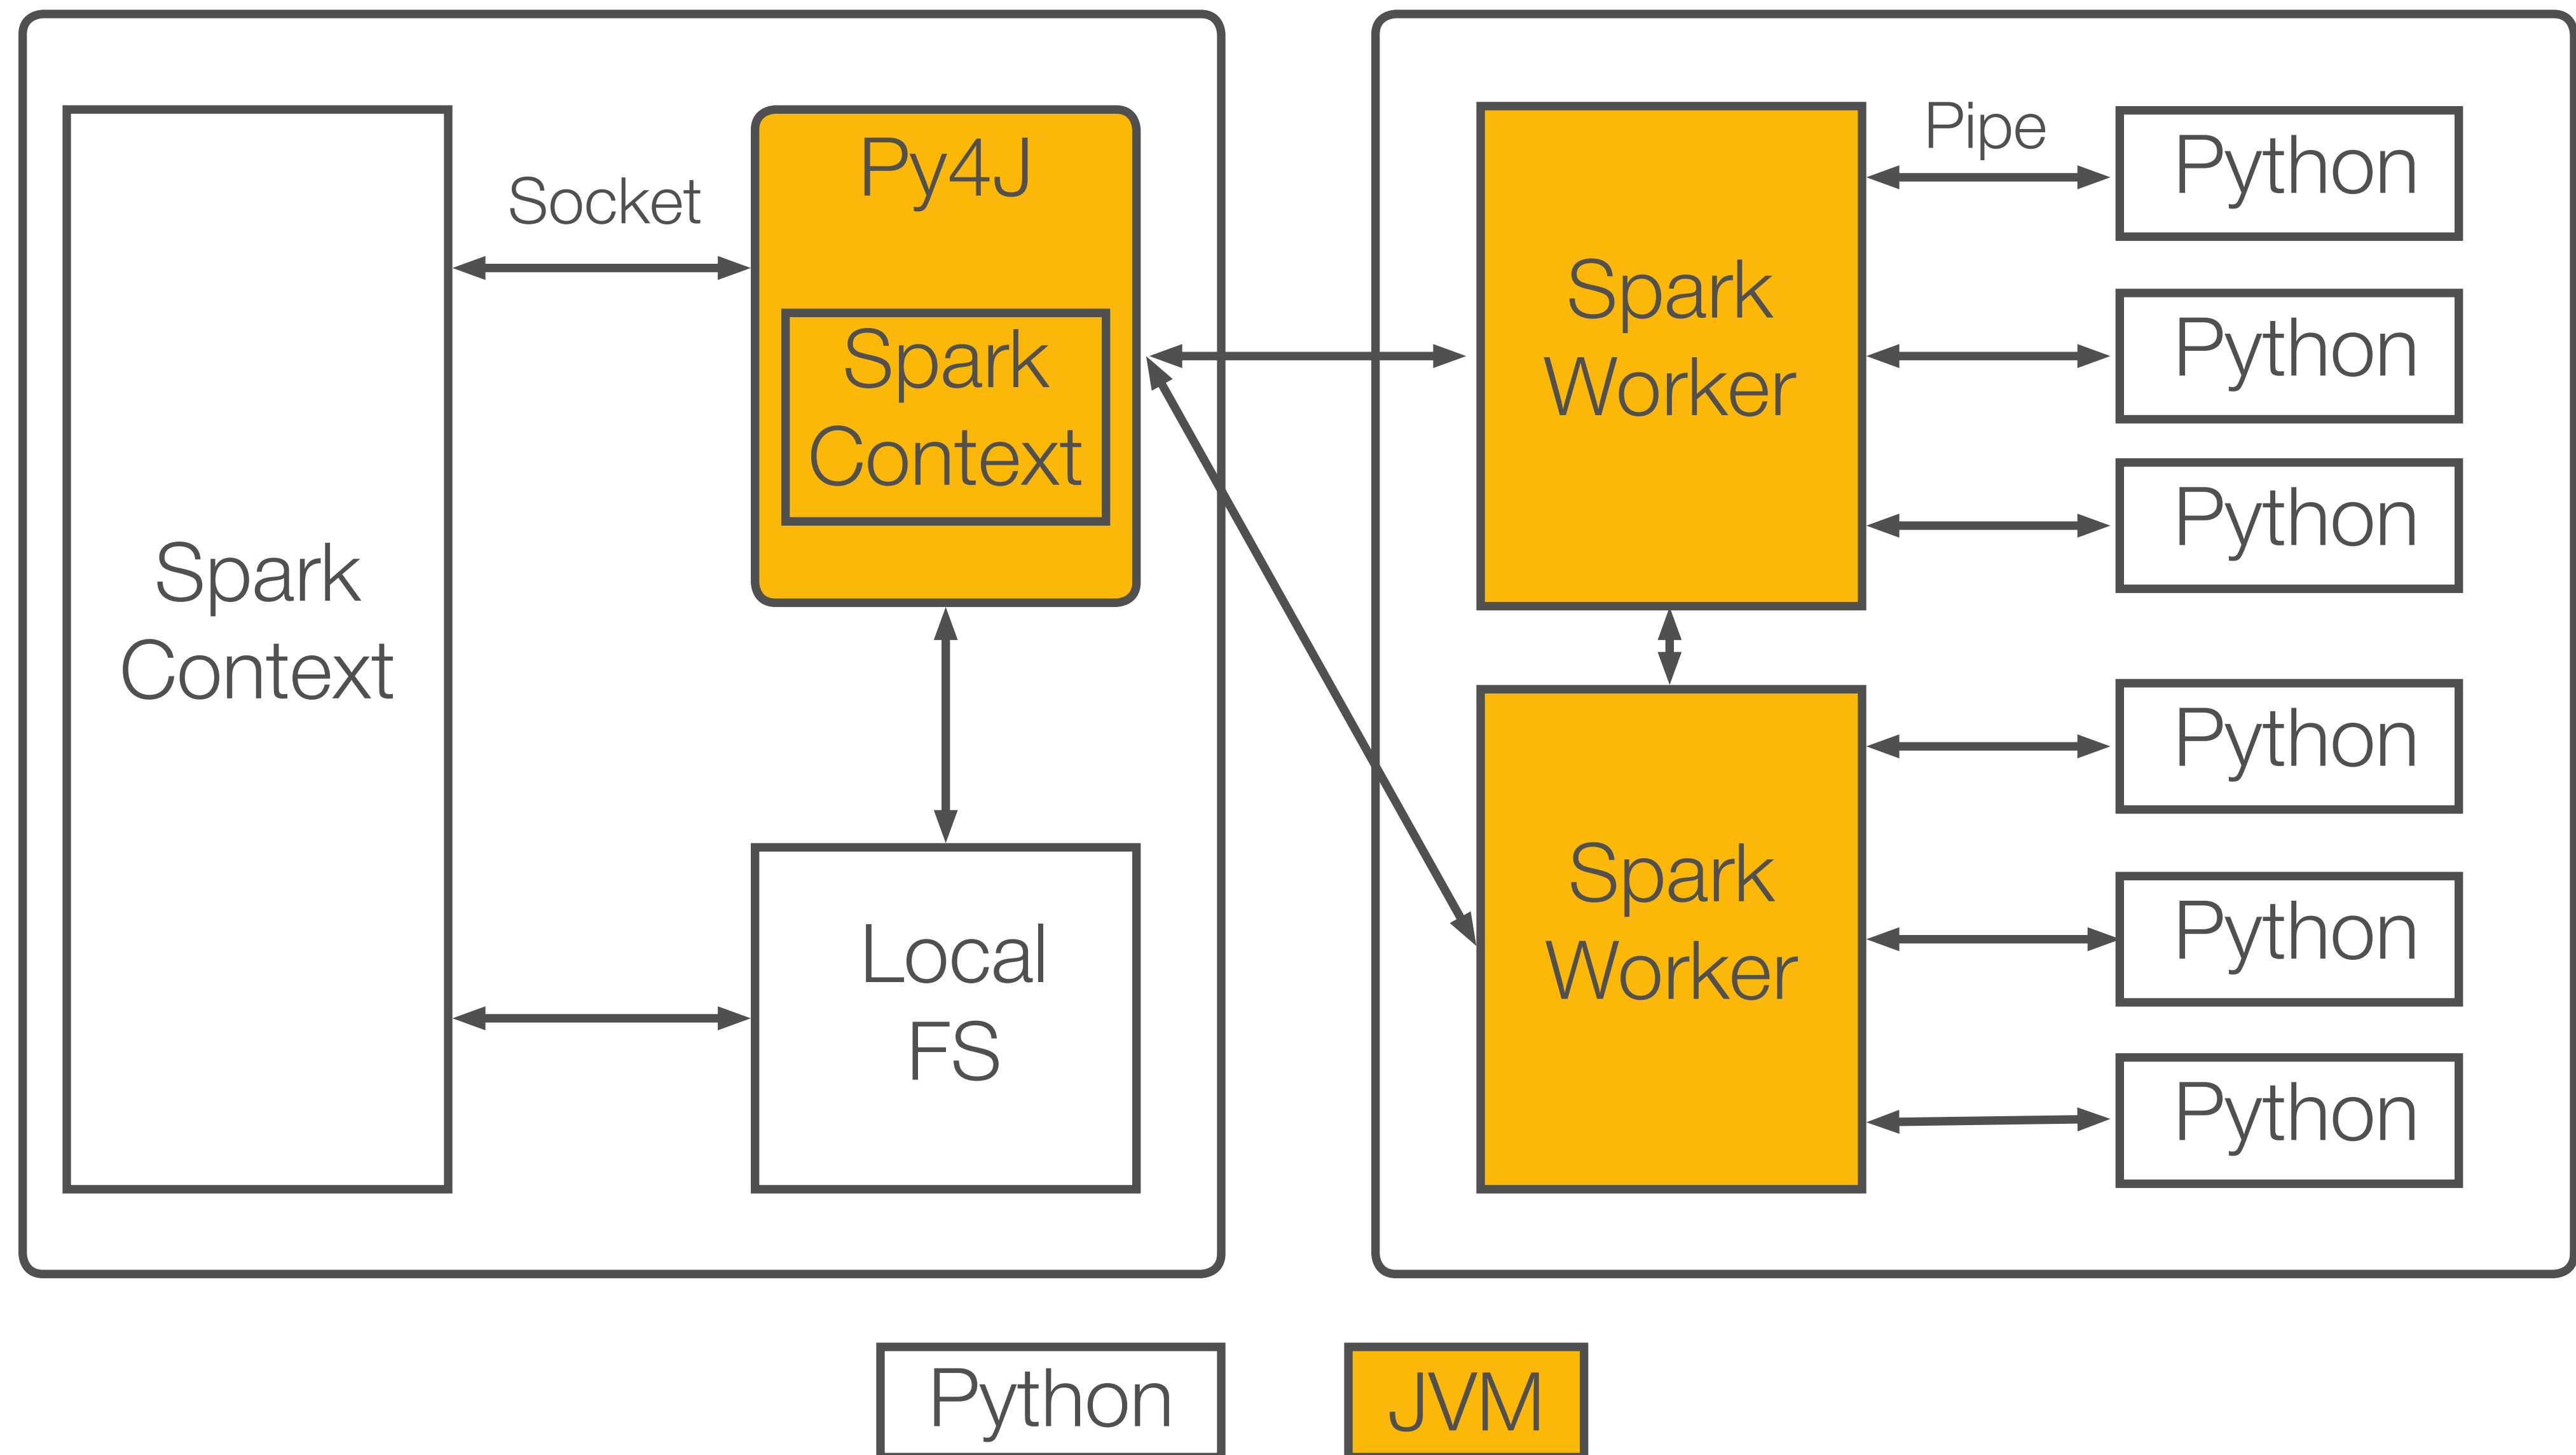 Spark
Context
Socket
Py4J
Spark
Context
Local
FS
Spark
Worker
Spark
Worker
Pipe
Python
Python
Python
Python
Python
Python
Python
JVM